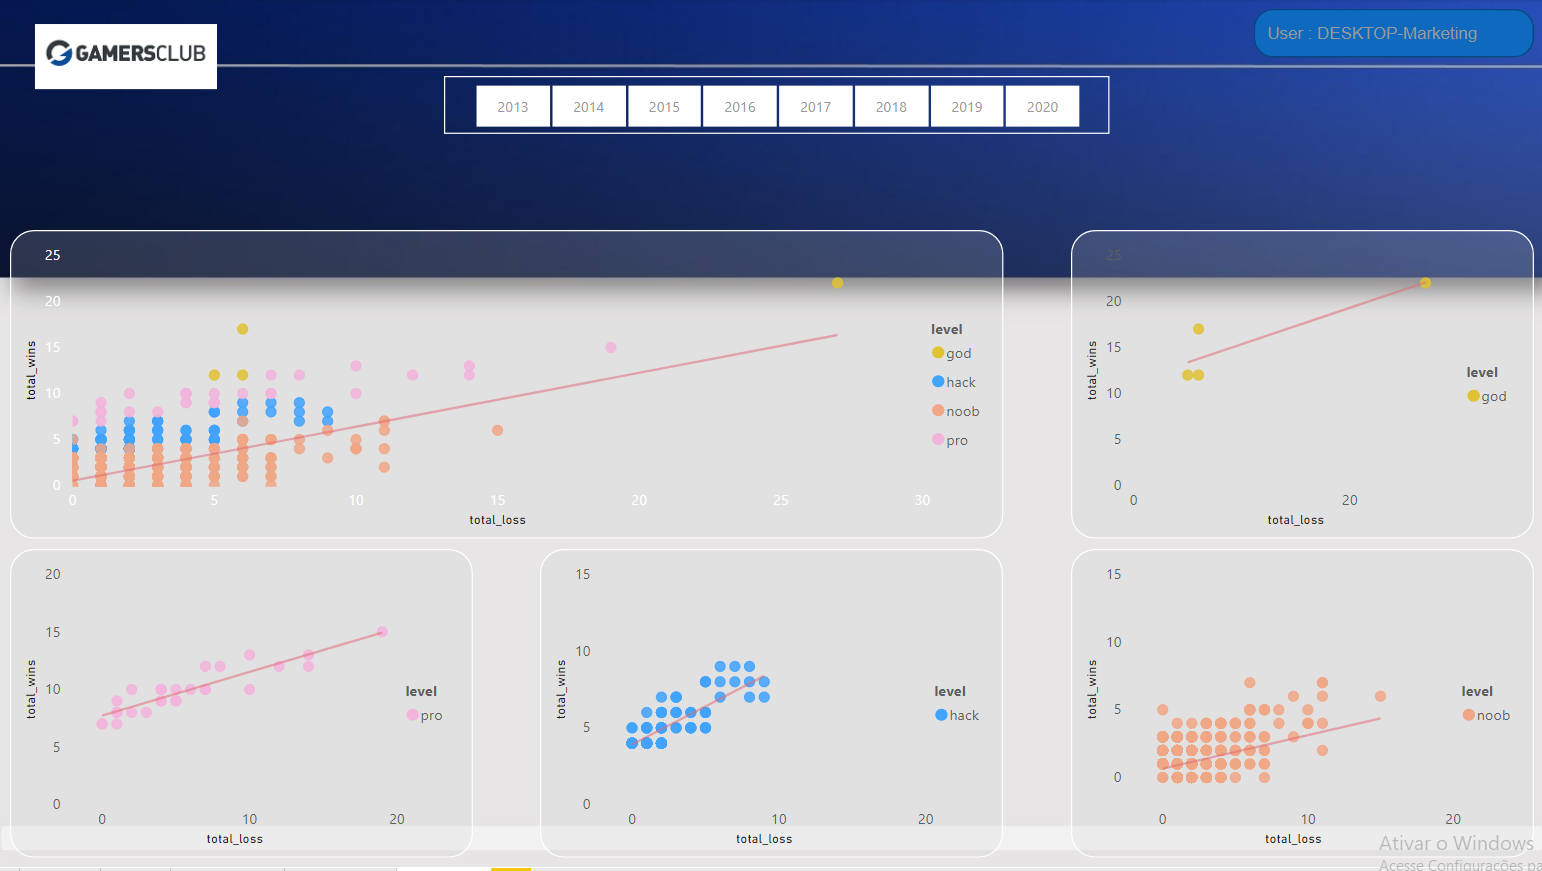 GAMERSCLUB
User : DESKTOP-Marketing
2013 2014 2015 2016 2017 2018 2019 2020
25
20
15
10
5
0
total_wins
0 5 10 15 20 25 30
total_loss
level
god
hack
noob
pro
25
20
15
10
5
0
total_wins
0 20
total_loss
level
god
20
15
10
5
0
total_wins
0 10 20
total_loss
level
pro
15
10
5
0
total_wins
0 10 20
total_loss
level
hack
15
10
5
0
total_wins
0 10 20
total_loss
level
noob
Ativar o Windows
Acesse Configurações pa